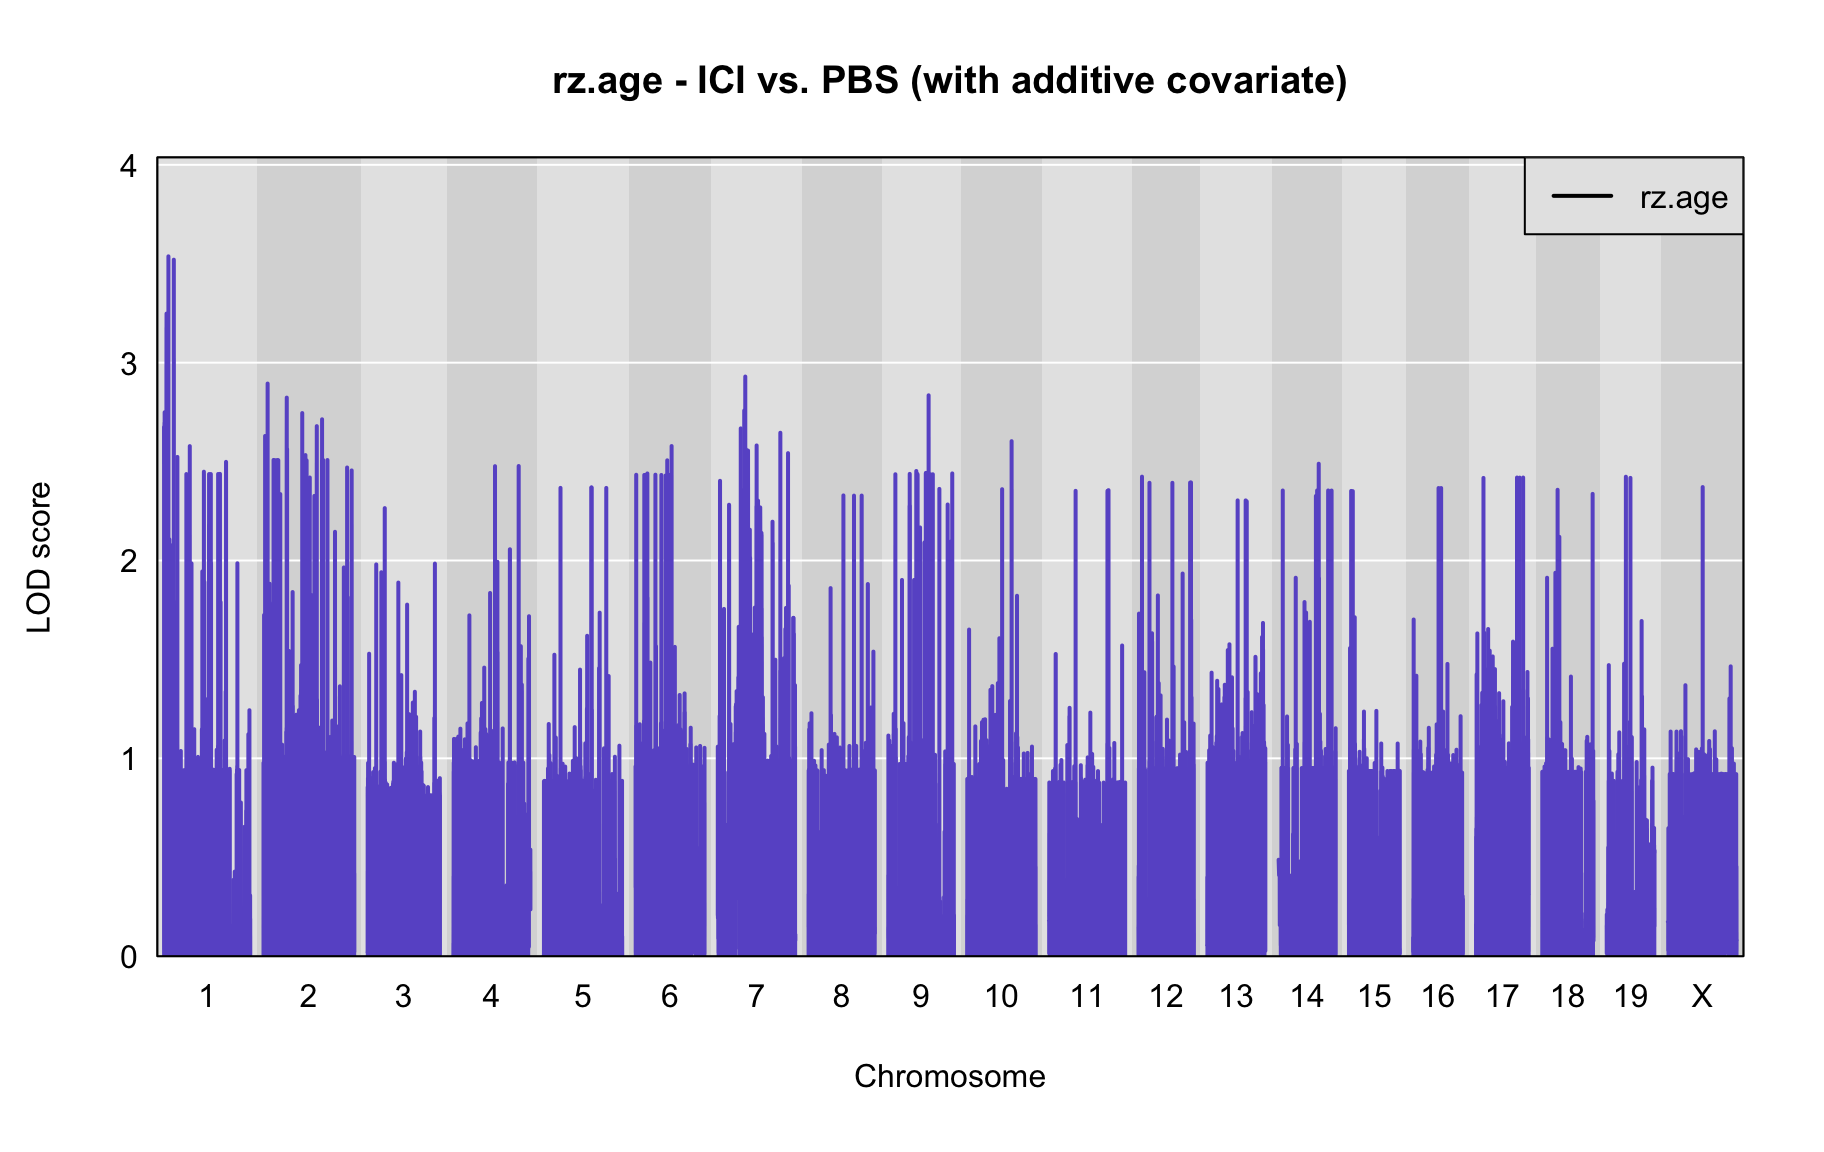 rz.age - ICI vs. PBS (with additive covariate)
rz.age
LOD score
4
3
2
1
0
1 2 3 4 5 6 7 8 9 10 11 12 13 14 15 16 17 18 19 X
Chromosome